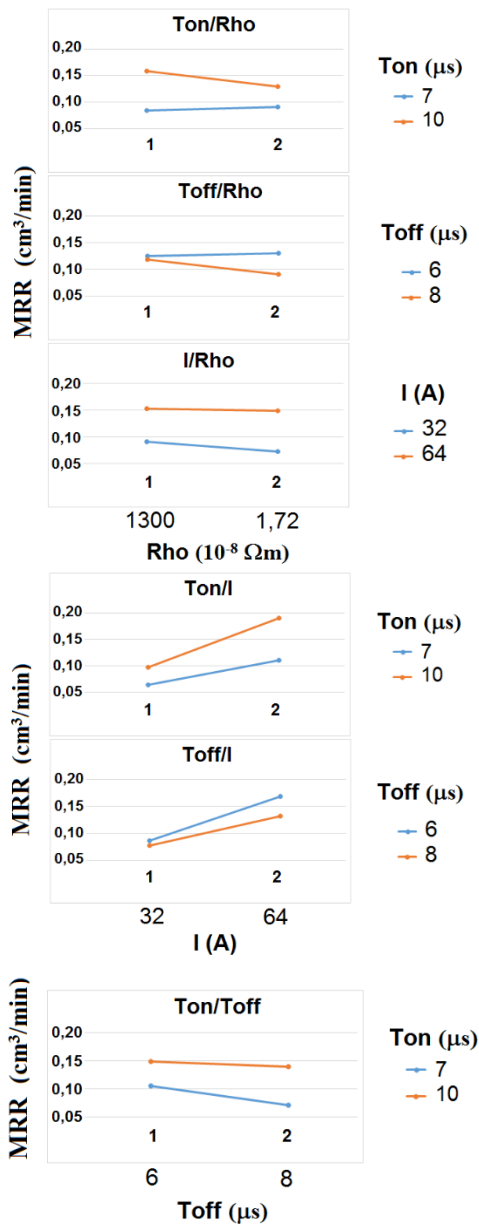 Ton/Rho
0,20
0,15
0,10
0,05
1 2
Ton (μs)
7
10
Toff/Rho
0,20
0,15
0,10
0,05
1 2
Toff (μs)
6
8
MRR (cm³/min)
I/Rho
0,20
0,15
0,10
0,05
1 2
I (A)
32
64
1300 1,72
Rho (10⁻⁸ Ωm)
Ton/I
0,20
0,15
0,10
0,05
1 2
Ton (μs)
7
10
MRR (cm³/min)
Toff/I
0,20
0,15
0,10
0,05
1 2
Toff (μs)
6
8
32 64
I (A)
MRR (cm³/min)
Ton/Toff
0,20
0,15
0,10
0,05
1 2
Ton (μs)
7
10
6 8
Toff (μs)